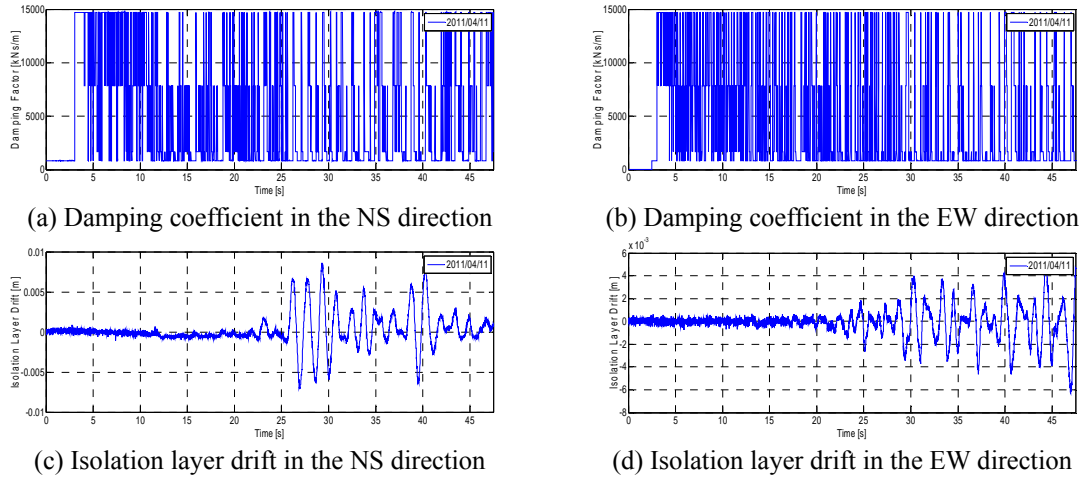 15000
10000
5000
0
Damping Factor [kNs/m]
2011/04/11
0 5 10 15 20 25 30 35 40 45
Time [s]
(a) Damping coefficient in the NS direction
15000
10000
5000
0
Damping Factor [kNs/m]
2011/04/11
0 5 10 15 20 25 30 35 40 45
Time [s]
(b) Damping coefficient in the EW direction
0.01
0.005
0
-0.005
-0.01
Isolation Layer Drift [m]
2011/04/11
0 5 10 15 20 25 30 35 40 45
Time [s]
(c) Isolation layer drift in the NS direction
x 10⁻³
6
4
2
0
-2
-4
-6
-8
Isolation Layer Drift [m]
2011/04/11
0 5 10 15 20 25 30 35 40 45
Time [s]
(d) Isolation layer drift in the EW direction